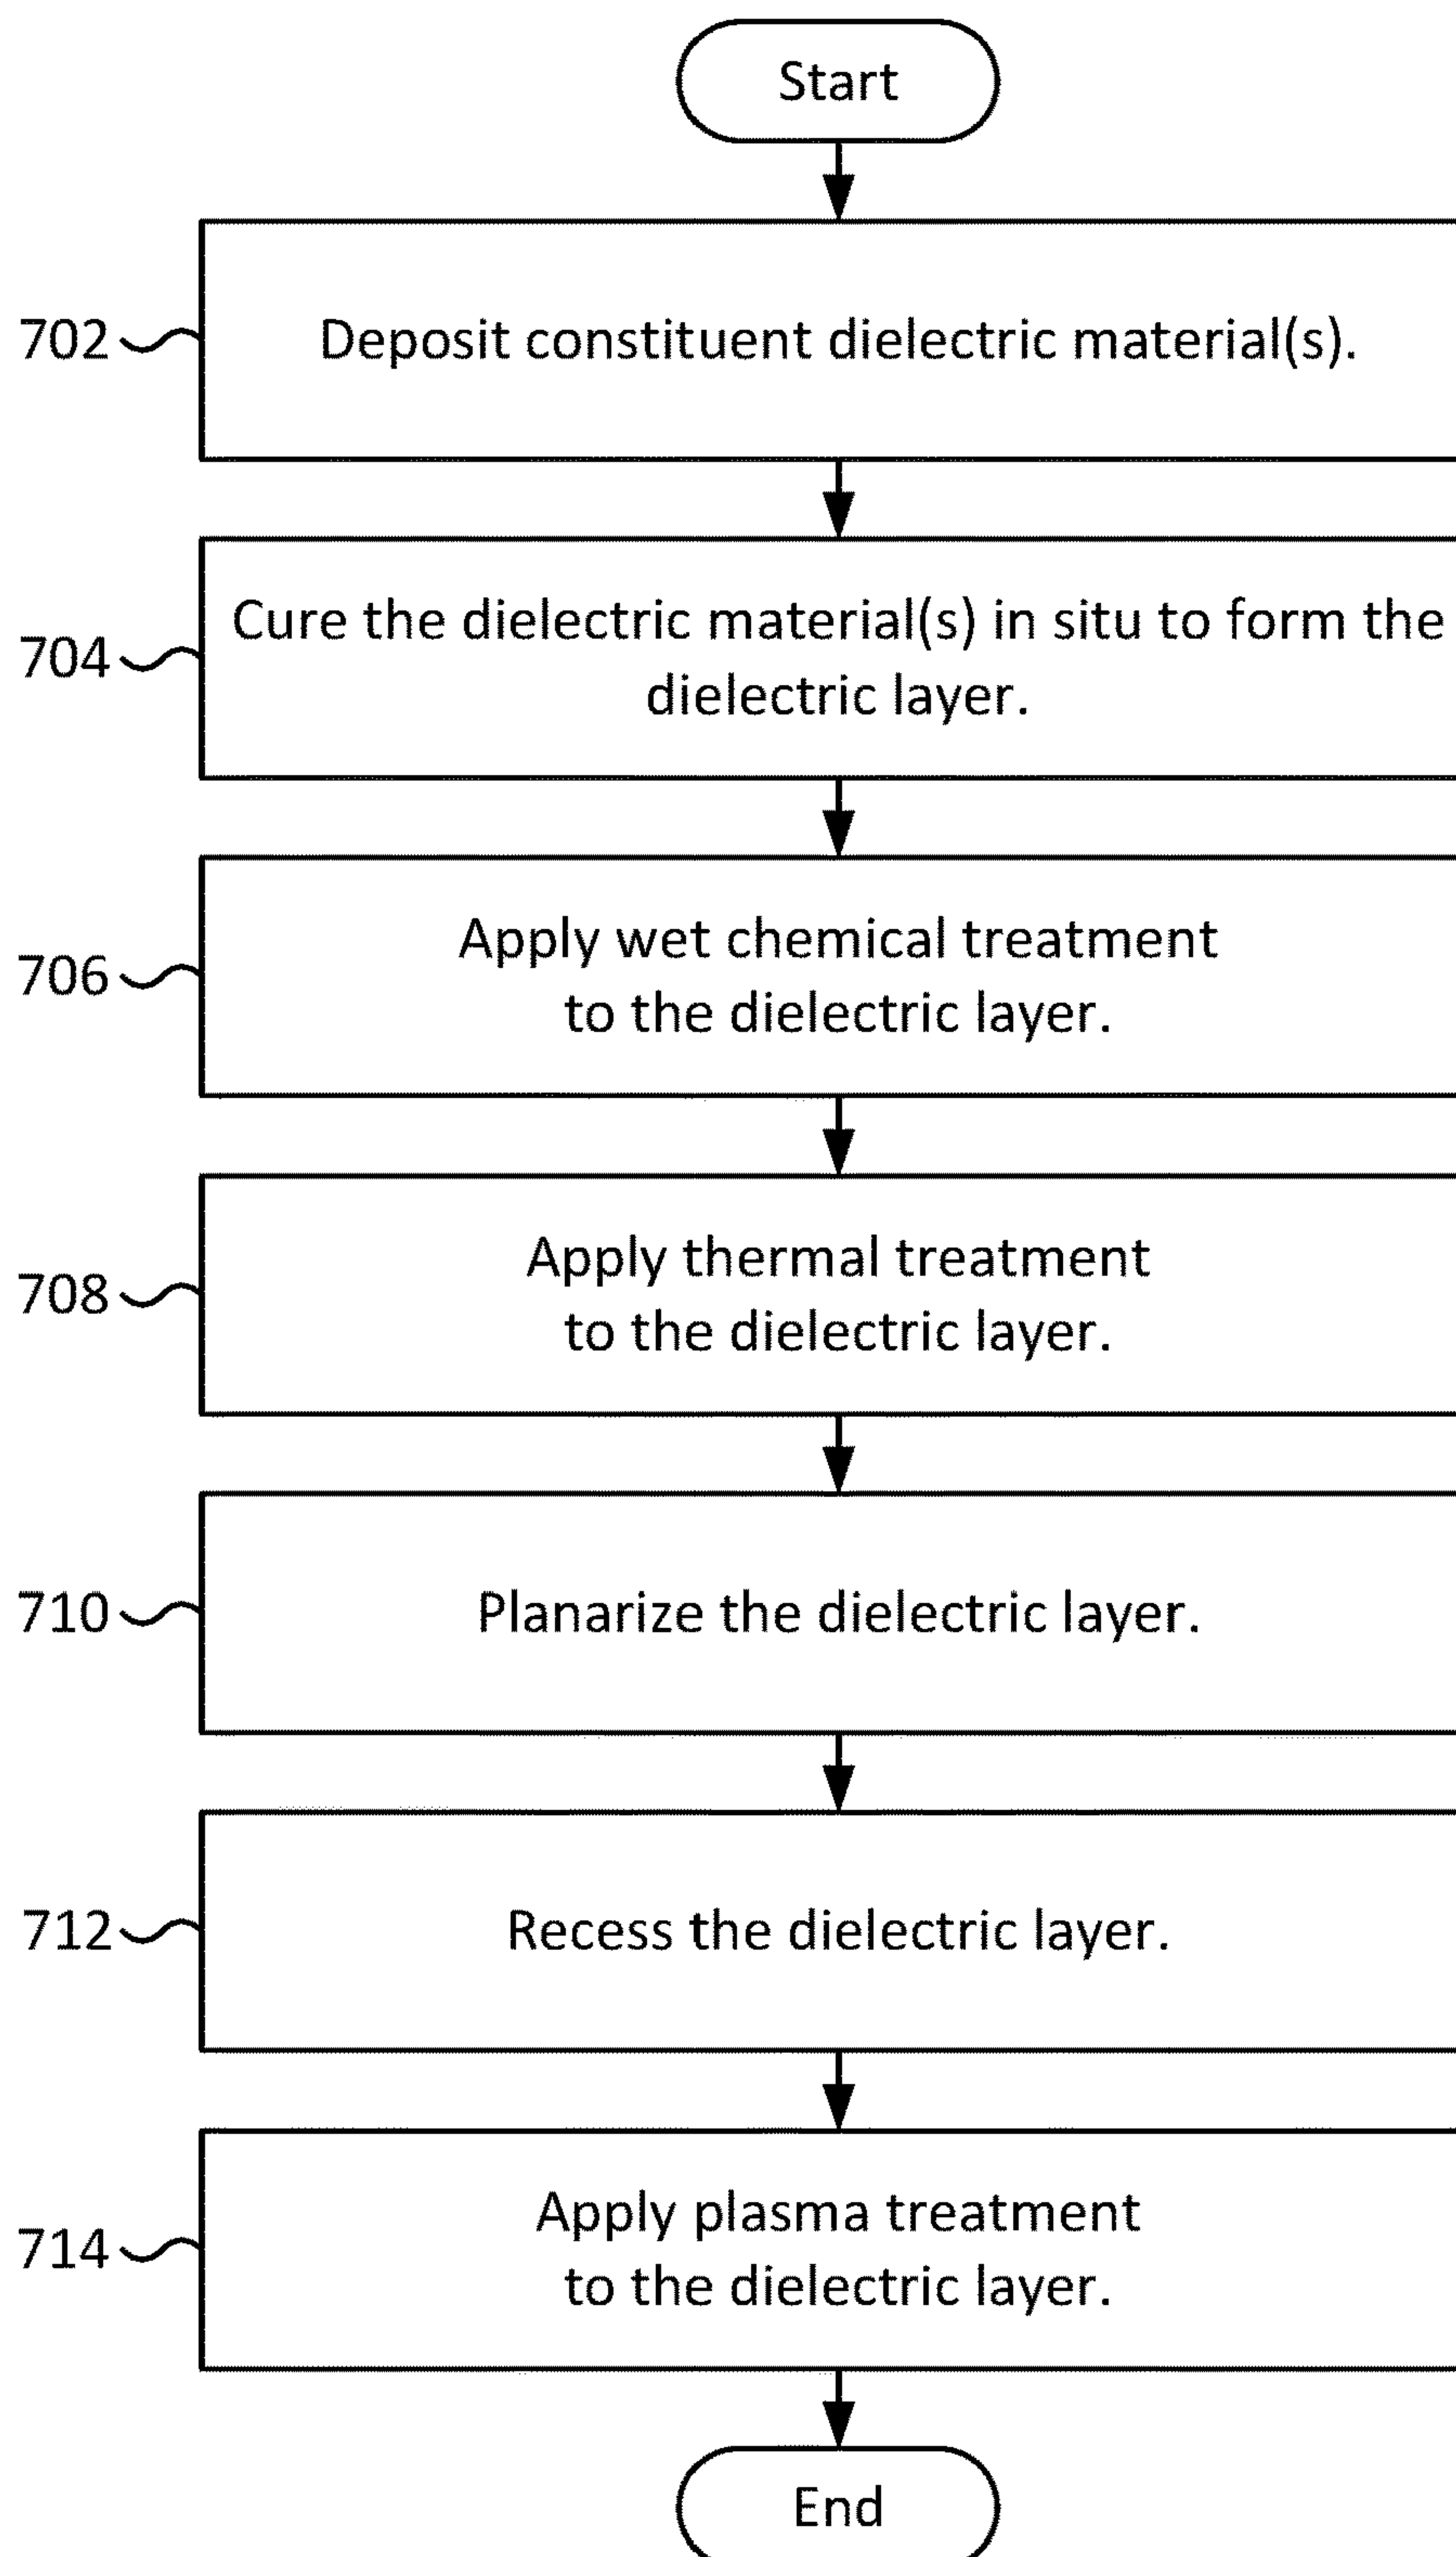 Start
702
Deposit constituent dielectric material(s).
704
Cure the dielectric material(s) in situ to form the
dielectric layer.
706
Apply wet chemical treatment
to the dielectric layer.
708
Apply thermal treatment
to the dielectric layer.
710
Planarize the dielectric layer.
712
Recess the dielectric layer.
714
Apply plasma treatment
to the dielectric layer.
End